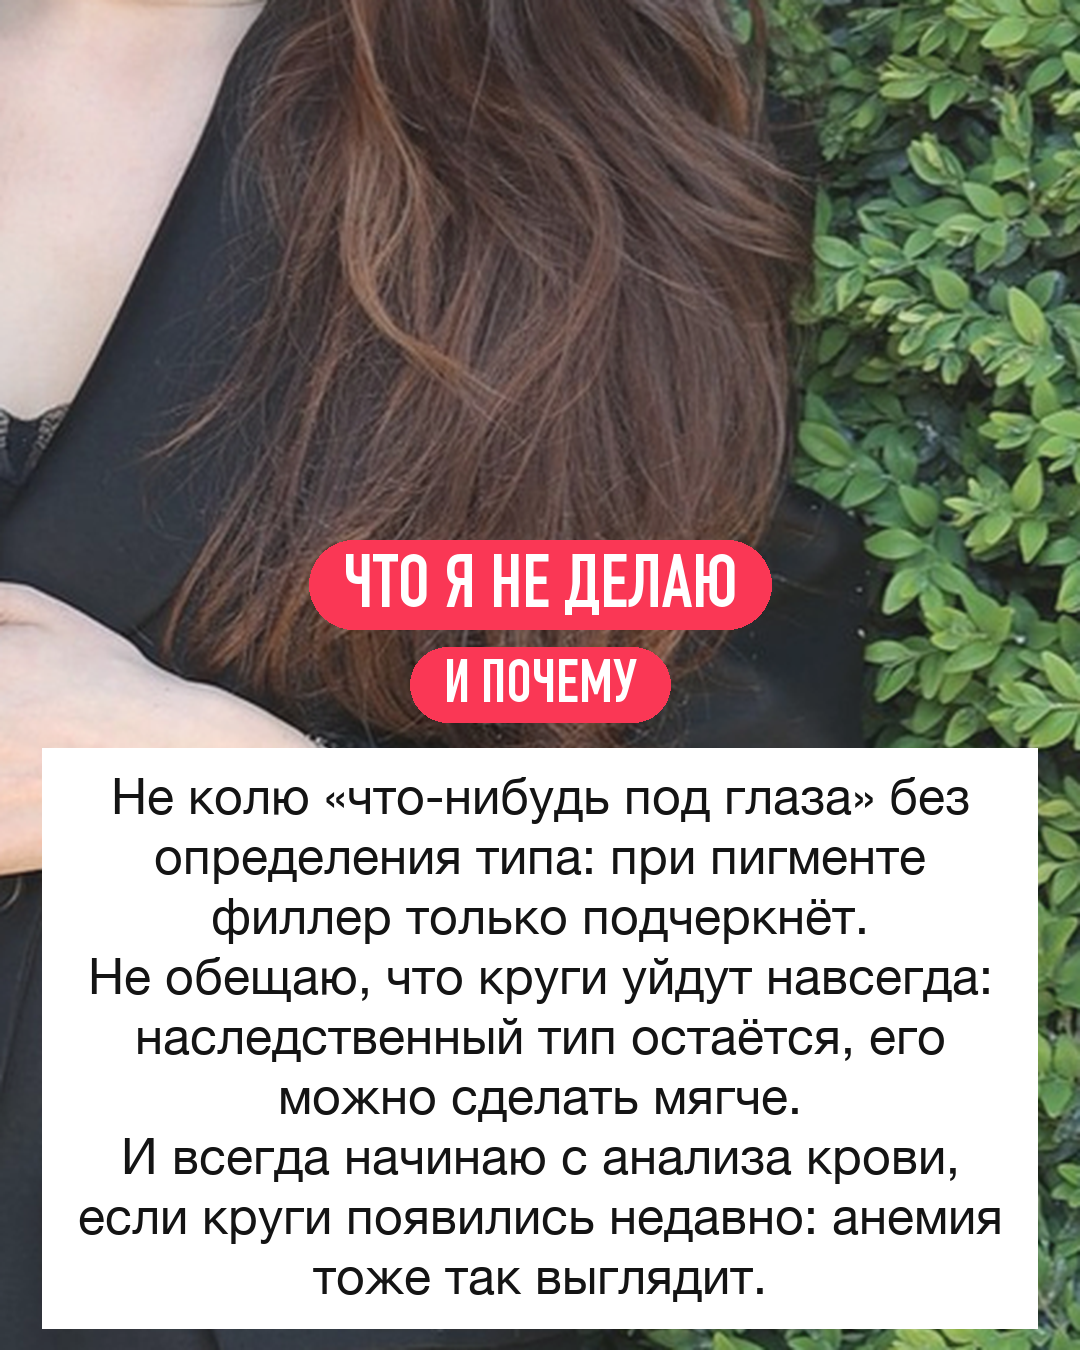 ЧТО Я НЕ ДЕЛАЮ
И ПОЧЕМУ
Не колю «что-нибудь под глаза» без
определения типа: при пигменте
филлер только подчеркнёт.
Не обещаю, что круги уйдут навсегда:
наследственный тип остаётся, его
можно сделать мягче.
И всегда начинаю с анализа крови,
если круги появились недавно: анемия
тоже так выглядит.